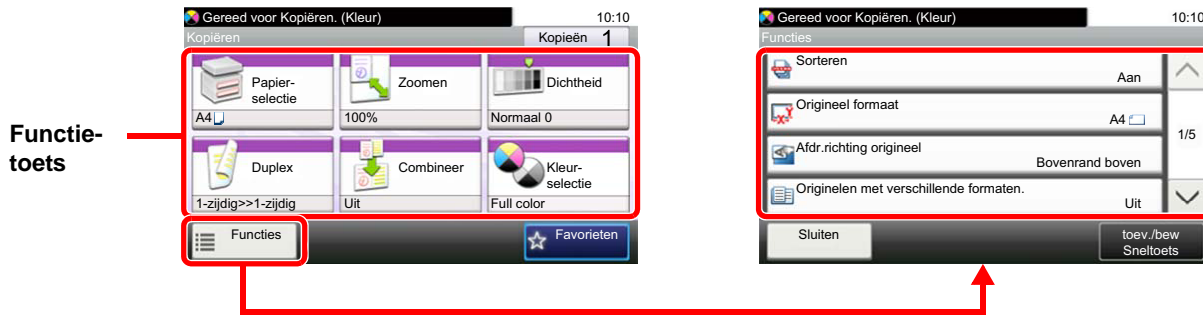 Functie-
toets
Gereed voor Kopiëren. (Kleur)
10:10
Kopiëren
Kopieën 1
Papier-
selectie
A4
Zoomen
100%
Dichtheid
Normaal 0
Duplex
1-zijdig>>1-zijdig
Combineer
Uit
Kleur-
selectie
Full color
Functies
Favorieten
Gereed voor Kopiëren. (Kleur)
10:10
Functies
Sorteren
Aan
Origineel formaat
A4
Afdr.richting origineel
Bovenrand boven
Originelen met verschillende formaten.
Uit
1/5
Sluiten
toev./bew
Sneltoets